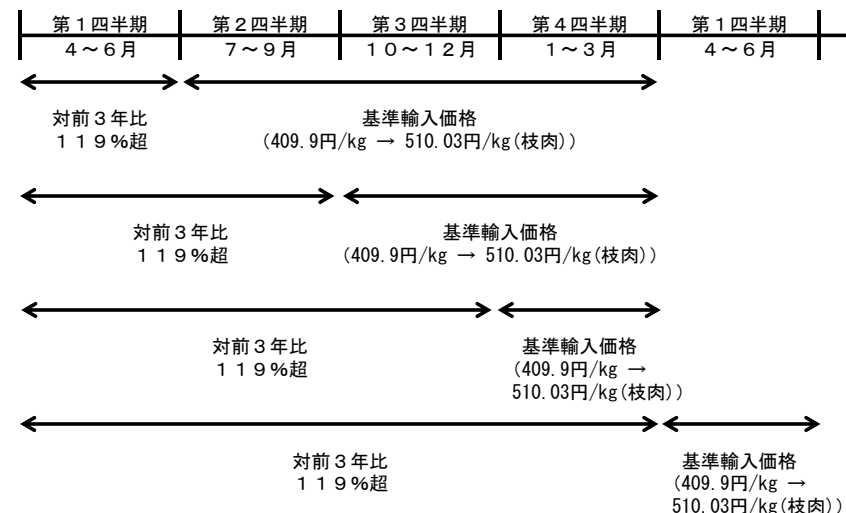 第１四半期 第２四半期 第３四半期 第４四半期 第１四半期
４～６月 ７～９月 １０～１２月 １～３月 ４～６月
対前３年比 基準輸入価格
１１９%超 (409.9円/kg → 510.03円/kg(枝肉))
対前３年比 基準輸入価格
１１９%超 (409.9円/kg → 510.03円/kg(枝肉))
対前３年比 基準輸入価格
１１９%超 (409.9円/kg →
510.03円/kg(枝肉))
対前３年比 基準輸入価格
１１９%超 (409.9円/kg →
510.03円/kg(枝肉))